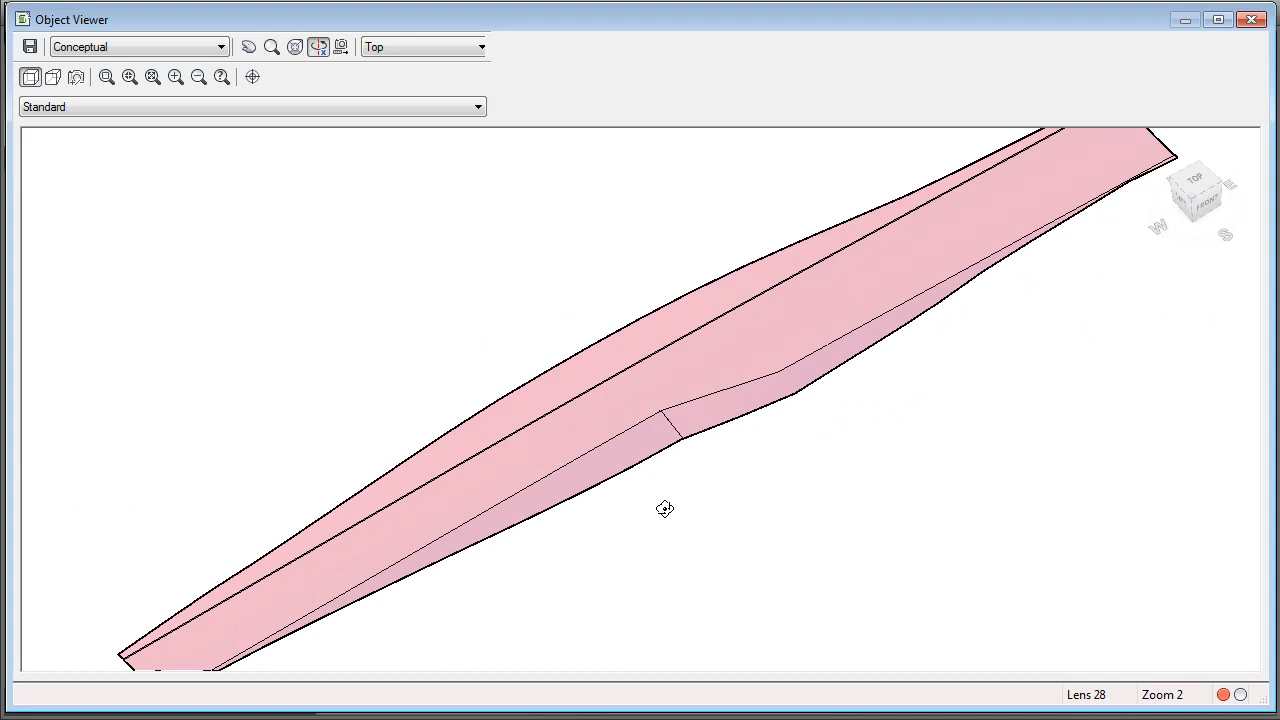 Object Viewer
Conceptual
Top
Standard
TOP
FRONT
E
W
S
Lens 28
Zoom 2